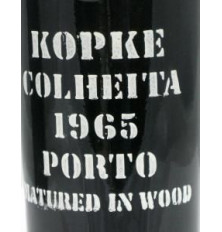 KOPKE
COLHEITA
1965
PORTO
MATURED IN WOOD